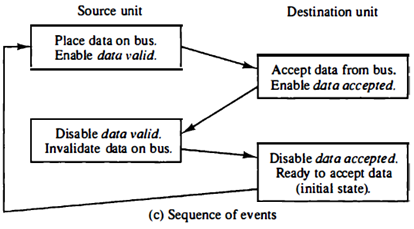 Source unit
Destination unit
Place data on bus.
Enable data valid.
Accept data from bus.
Enable data accepted.
Disable data valid.
Invalidate data on bus.
Disable data accepted.
Ready to accept data
(initial state).
(c) Sequence of events